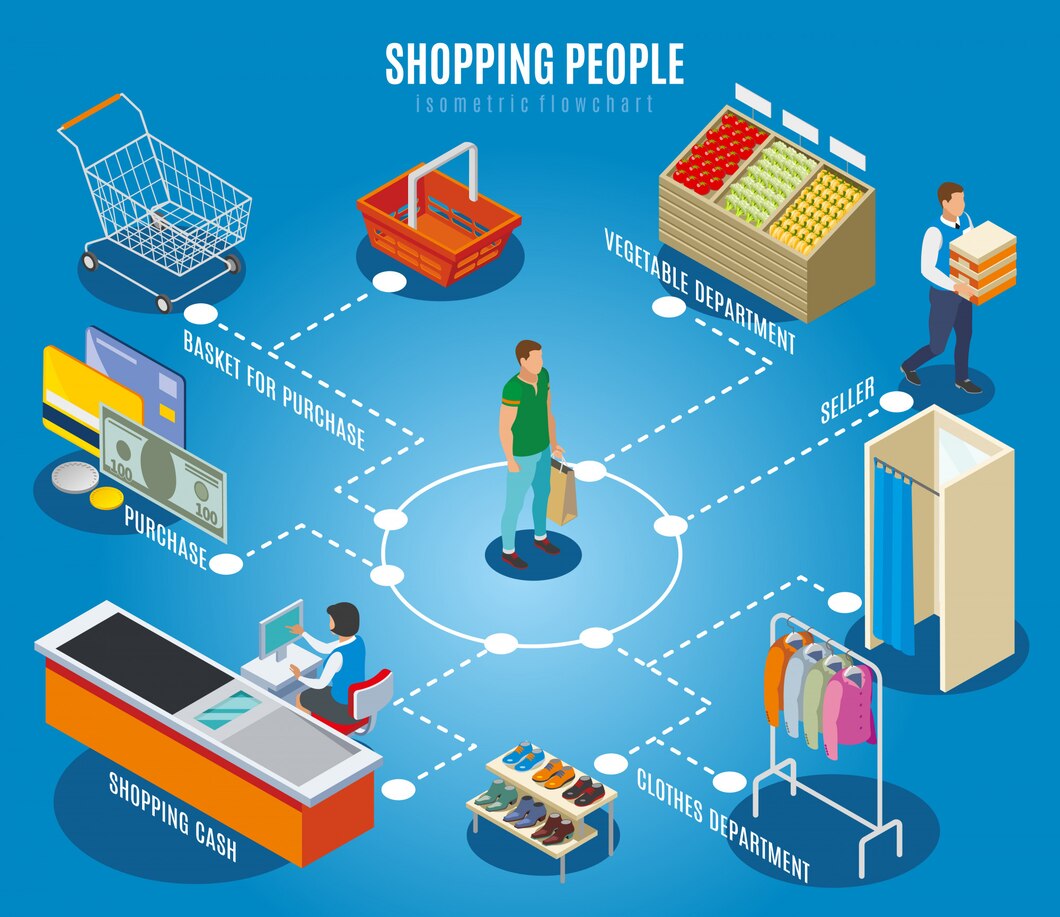 SHOPPING PEOPLE
isometric flowchart
VEGETABLE DEPARTMENT
BASKET FOR PURCHASE
SELLER
100
100
PURCHASE
SHOPPING CASH
CLOTHES DEPARTMENT